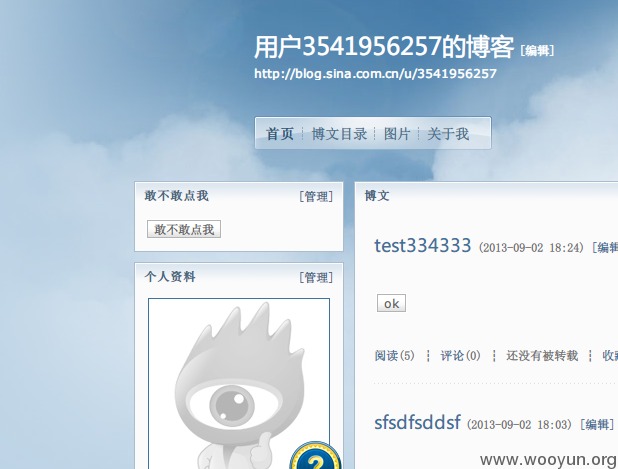 用户3541956257的博客 [编辑]
http://blog.sina.com.cn/u/3541956257
首页 博文目录 图片 关于我
敢不敢点我 [管理]
敢不敢点我
个人资料 [管理]
博文
test334333 (2013-09-02 18:24) [编辑
ok
阅读(5) ┆ 评论(0) ┆ 还没有被转载 ┆ 收藏
sfsdfsddsf (2013-09-02 18:03) [编辑]
2
www.wooyun.org